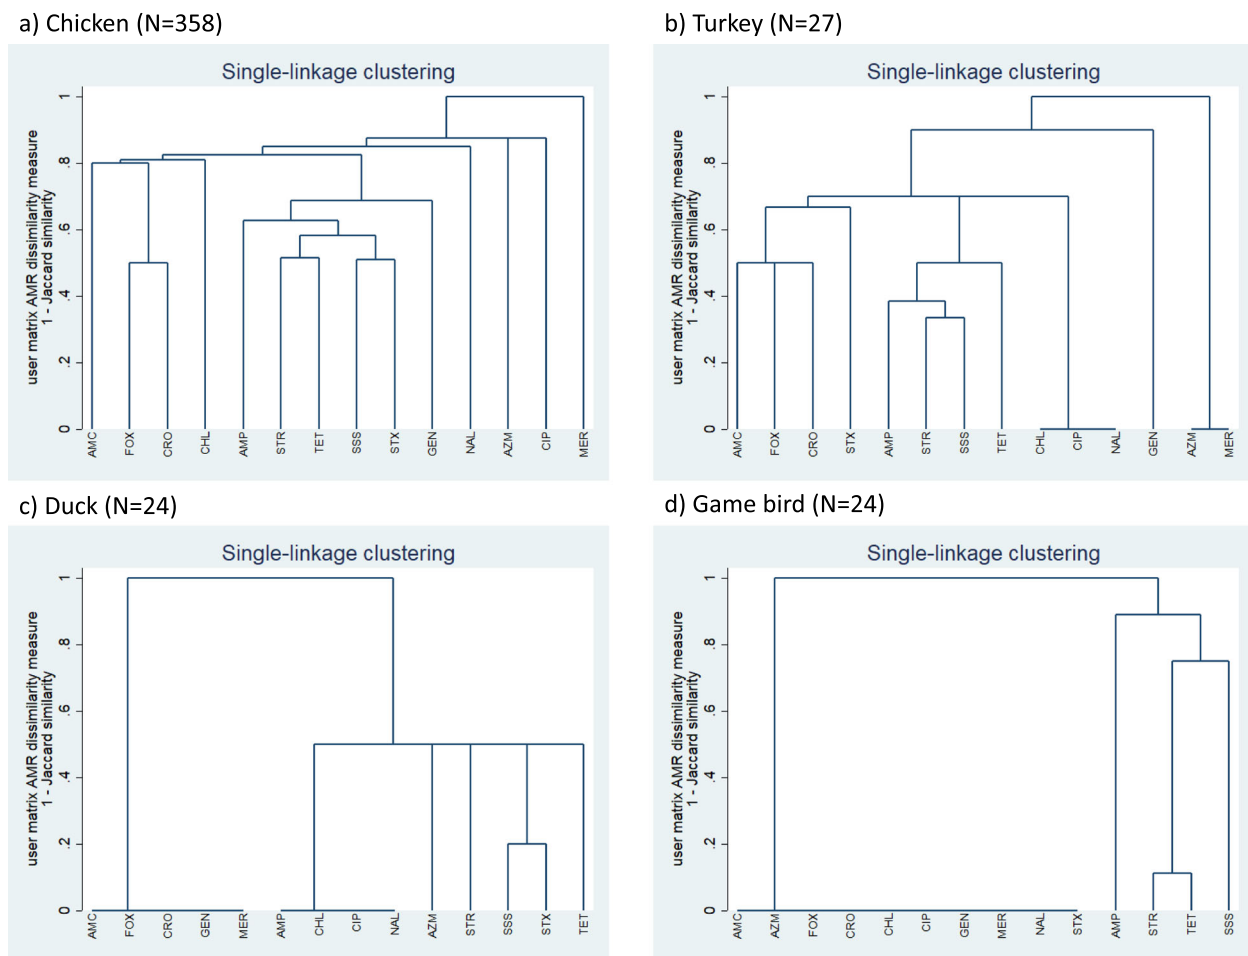 a) Chicken (N=358)
Single-linkage clustering
user matrix AMR dissimilarity measure
1 - Jaccard similarity
1
.8
.6
.4
.2
0
AMC FOX CRO CHL AMP STR TET SSS STX GEN NAL AZM CIP MER
b) Turkey (N=27)
Single-linkage clustering
user matrix AMR dissimilarity measure
1 - Jaccard similarity
1
.8
.6
.4
.2
0
AMC FOX CRO STX AMP STR SSS TET CHL CIP NAL GEN AZM MER
c) Duck (N=24)
Single-linkage clustering
user matrix AMR dissimilarity measure
1 - Jaccard similarity
1
.8
.6
.4
.2
0
AMC FOX CRO GEN MER AMP CHL CIP NAL AZM STR SSS STX TET
d) Game bird (N=24)
Single-linkage clustering
user matrix AMR dissimilarity measure
1 - Jaccard similarity
1
.8
.6
.4
.2
0
AMC AZM FOX CRO CHL CIP GEN MER NAL STX AMP STR TET SSS